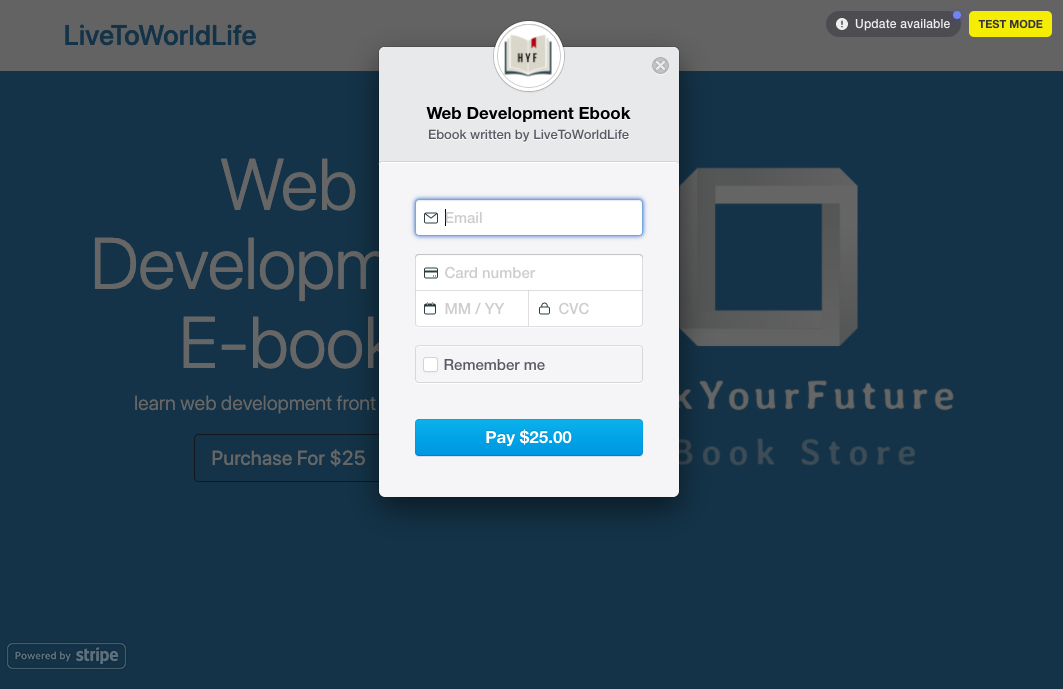 LiveToWorldLife
Update available
TEST MODE
HYF
Web Development Ebook
Ebook written by LiveToWorldLife
Email
Card number
MM / YY
CVC
Remember me
Pay $25.00
Web
Developm
E-book
learn web development front
Purchase For $25
kYourFuture
Book Store
Powered by stripe